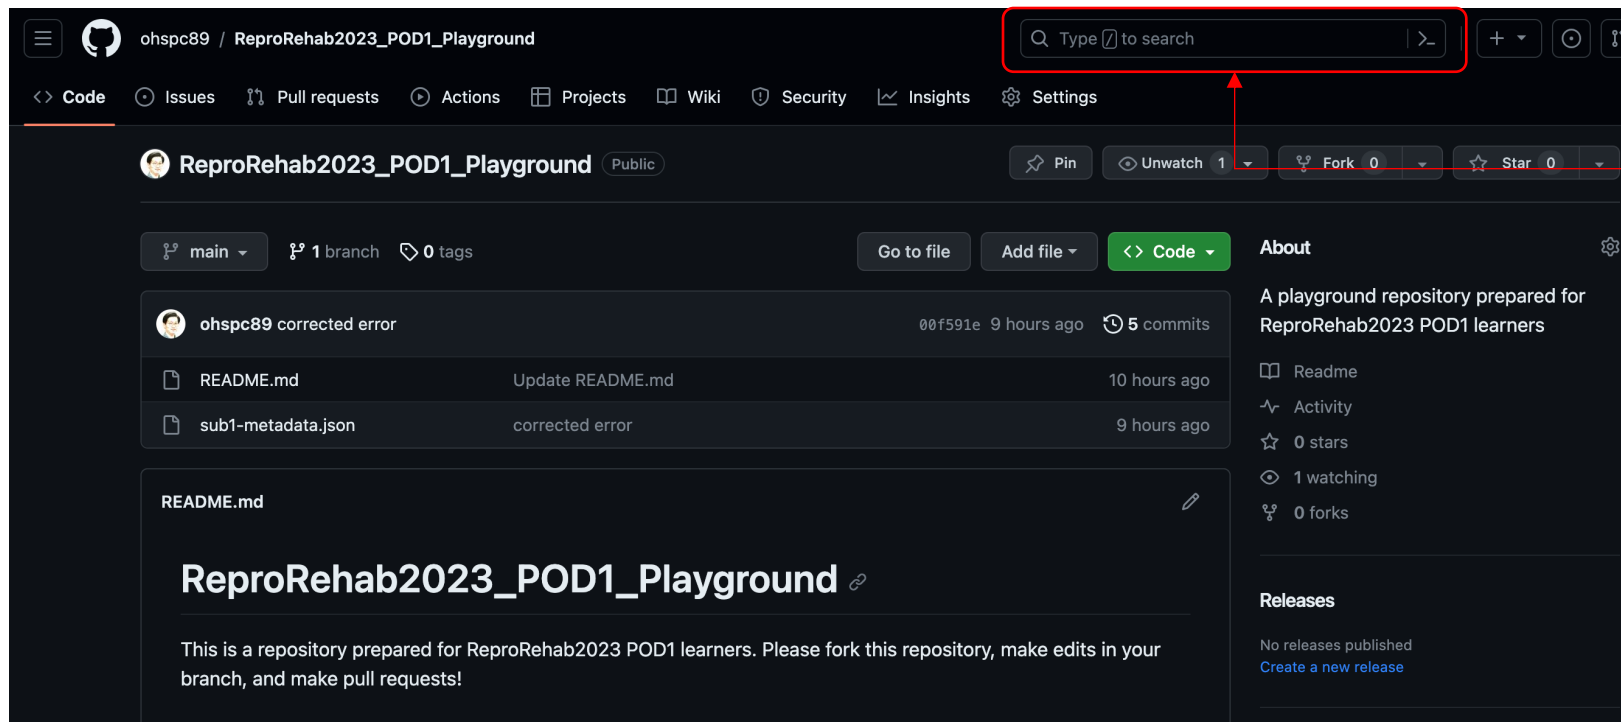 ohspc89 / ReproRehab2023_POD1_Playground
Type / to search
Code Issues Pull requests Actions Projects Wiki Security Insights Settings
ReproRehab2023_POD1_Playground Public
Pin Unwatch 1 Fork 0 Star 0
main 1 branch 0 tags Go to file Add file Code
ohspc89 corrected error 00f591e 9 hours ago 5 commits
README.md Update README.md 10 hours ago
sub1-metadata.json corrected error 9 hours ago
README.md
ReproRehab2023_POD1_Playground
This is a repository prepared for ReproRehab2023 POD1 learners. Please fork this repository, make edits in your
branch, and make pull requests!
About
A playground repository prepared for
ReproRehab2023 POD1 learners
Readme
Activity
0 stars
1 watching
0 forks
Releases
No releases published
Create a new release